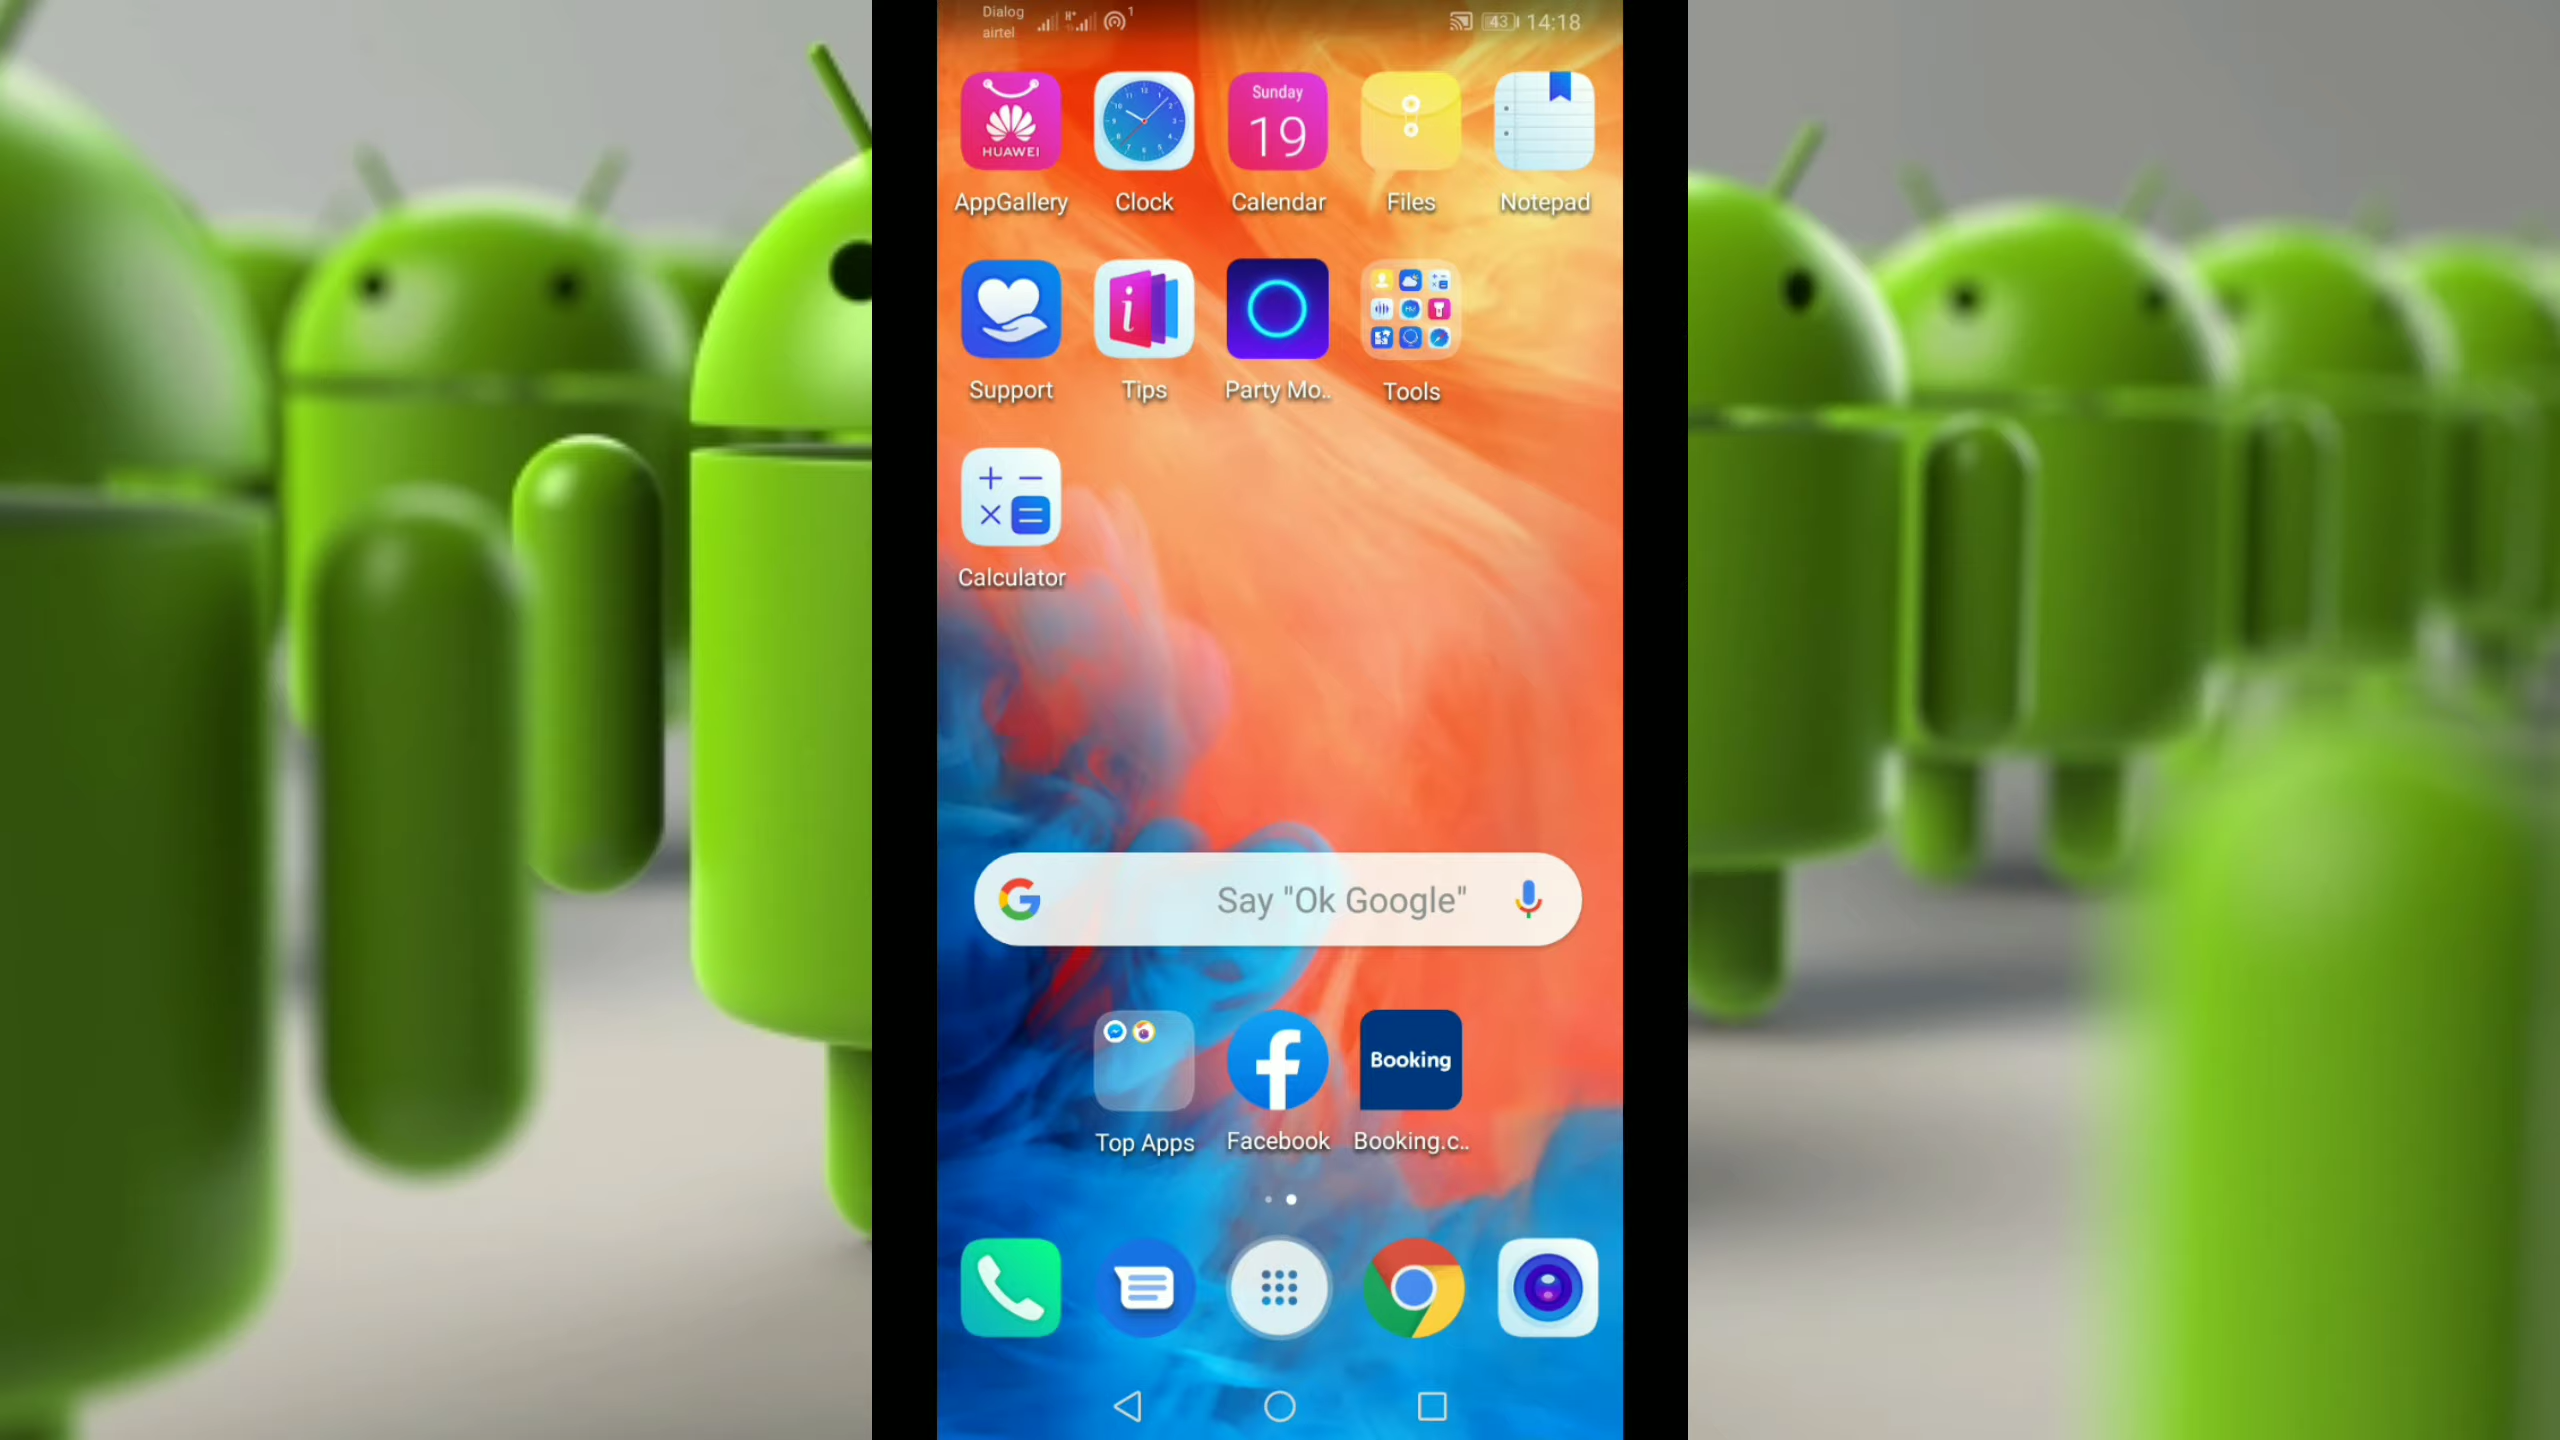 Dialog
airtel
H+
1
43
14:18
HUAWEI
Sunday
19
AppGallery Clock Calendar Files Notepad
Support Tips Party Mo.. Tools
Calculator
Say "Ok Google"
Booking
Top Apps Facebook Booking.c..